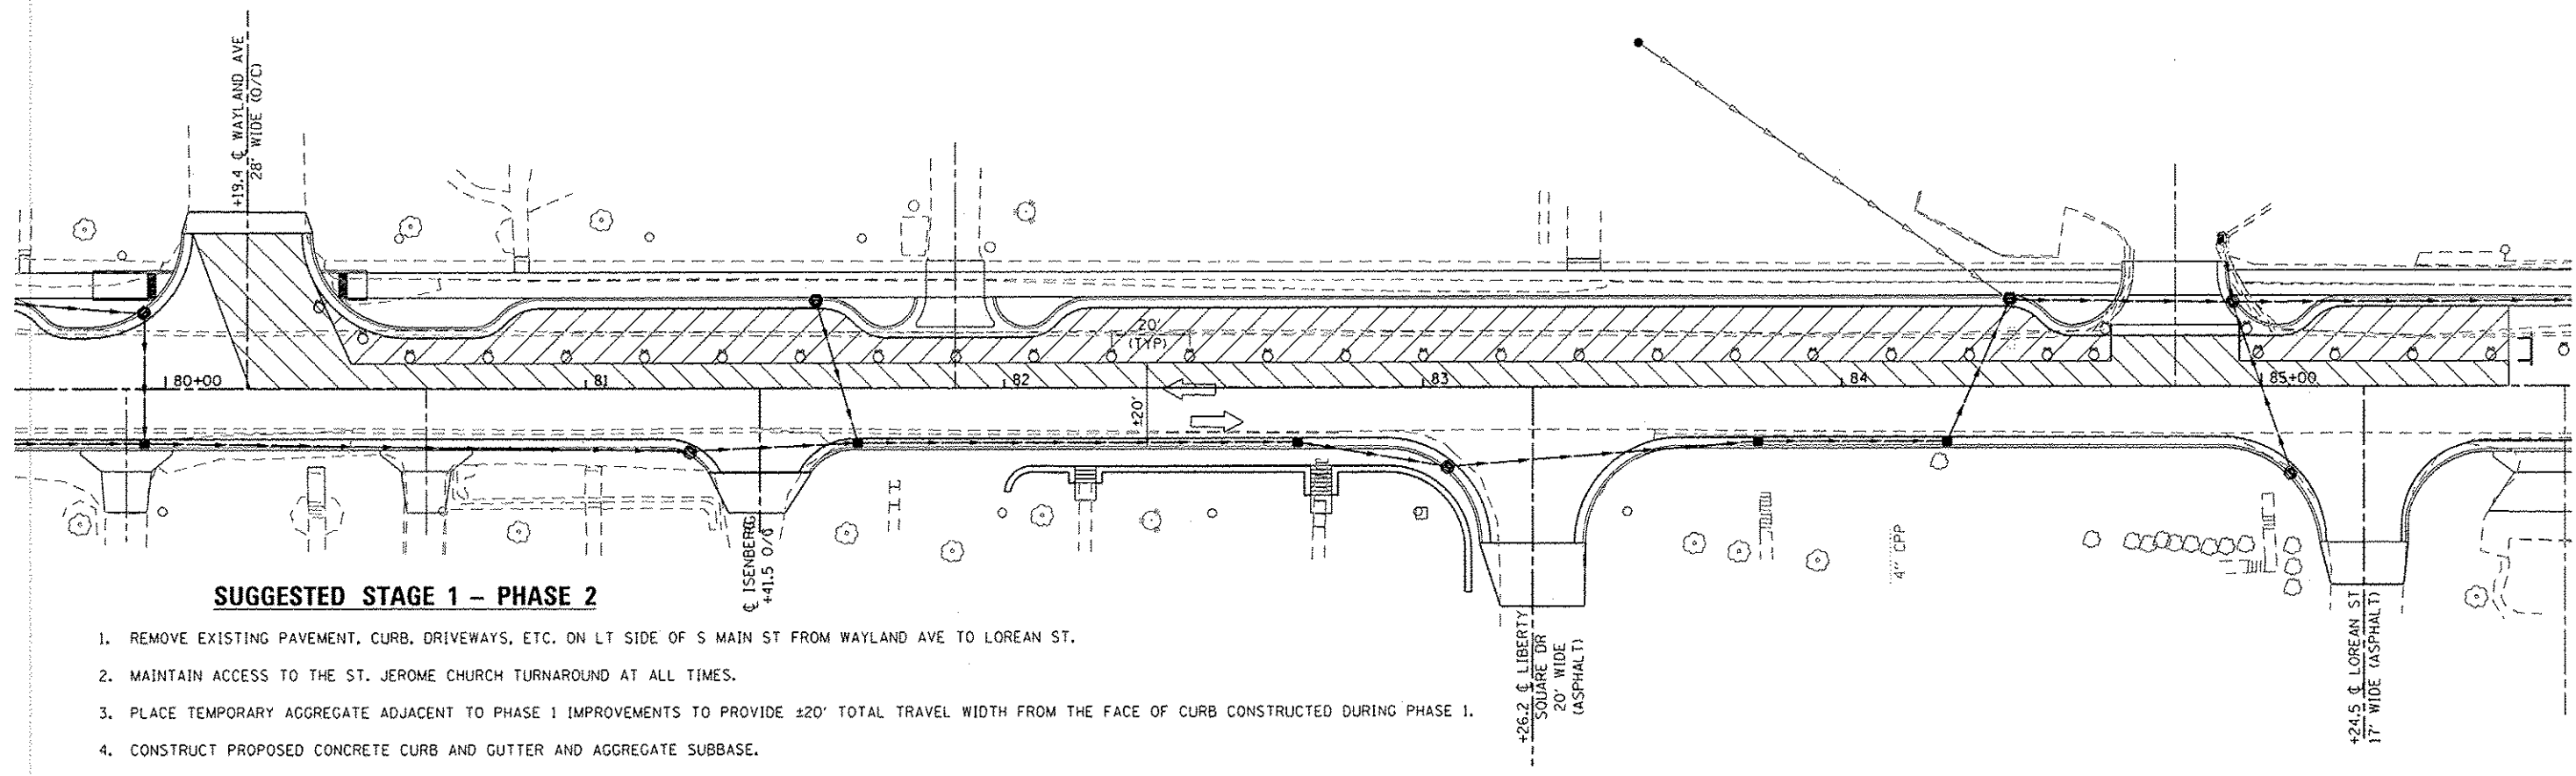 +19.4 ℄ WAYLAND AVE
28' WIDE (O/C)
20'
(TYP)
80+00
81
82
83
84
85+00
±20'
℄ ISENBERG
+41.5 O/C
4" CPP
+26.2 ℄ LIBERTY
SQUARE DR
20' WIDE
(ASPHALT)
+24.5 ℄ LOREAN ST
17' WIDE (ASPHALT)
SUGGESTED STAGE 1 – PHASE 2
1. REMOVE EXISTING PAVEMENT, CURB, DRIVEWAYS, ETC. ON LT SIDE OF S MAIN ST FROM WAYLAND AVE TO LOREAN ST.
2. MAINTAIN ACCESS TO THE ST. JEROME CHURCH TURNAROUND AT ALL TIMES.
3. PLACE TEMPORARY AGGREGATE ADJACENT TO PHASE 1 IMPROVEMENTS TO PROVIDE ±20' TOTAL TRAVEL WIDTH FROM THE FACE OF CURB CONSTRUCTED DURING PHASE 1.
4. CONSTRUCT PROPOSED CONCRETE CURB AND GUTTER AND AGGREGATE SUBBASE.